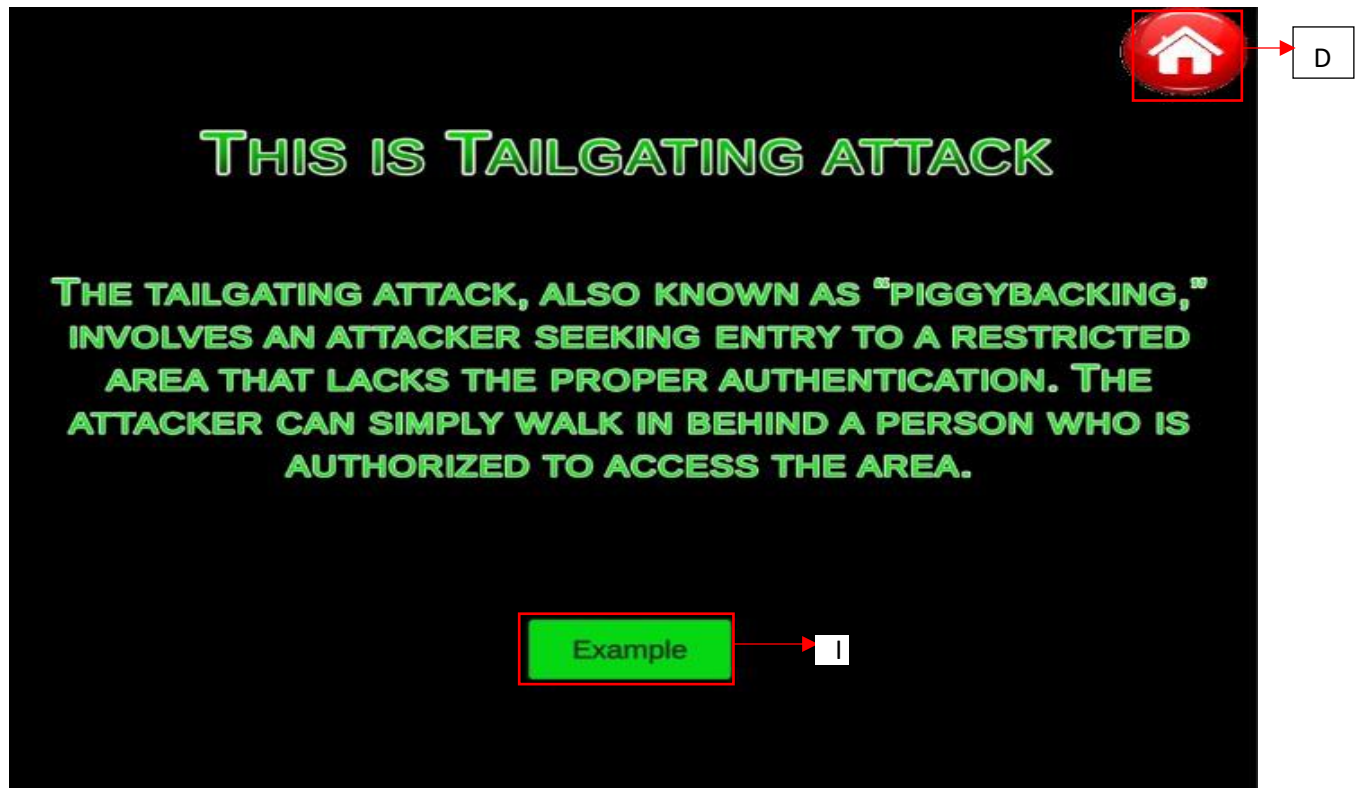 D
THIS IS TAILGATING ATTACK
THE TAILGATING ATTACK, ALSO KNOWN AS “PIGGYBACKING,”
INVOLVES AN ATTACKER SEEKING ENTRY TO A RESTRICTED
AREA THAT LACKS THE PROPER AUTHENTICATION. THE
ATTACKER CAN SIMPLY WALK IN BEHIND A PERSON WHO IS
AUTHORIZED TO ACCESS THE AREA.
Example
I